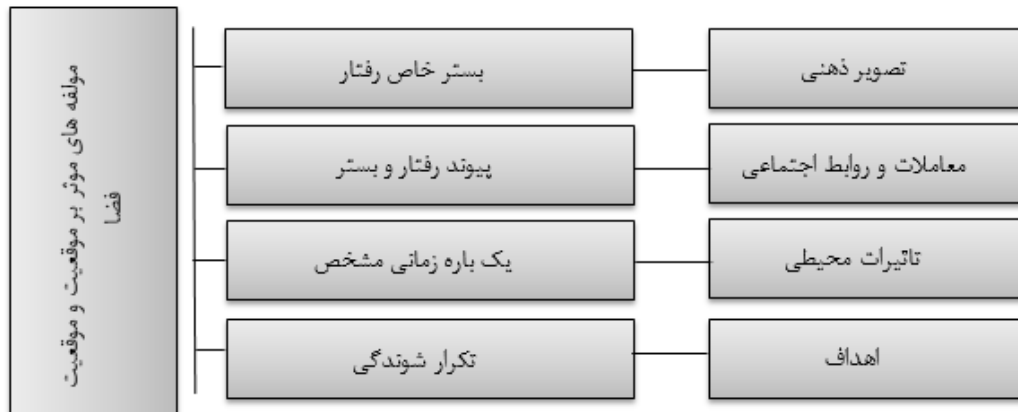 مولفه های موثر بر موقعیت و موقعیت
فضا
بستر خاص رفتار
تصویر ذهنی
پیوند رفتار و بستر
معاملات و روابط اجتماعی
یک باره زمانی مشخص
تاثیرات محیطی
تکرار شوندگی
اهداف